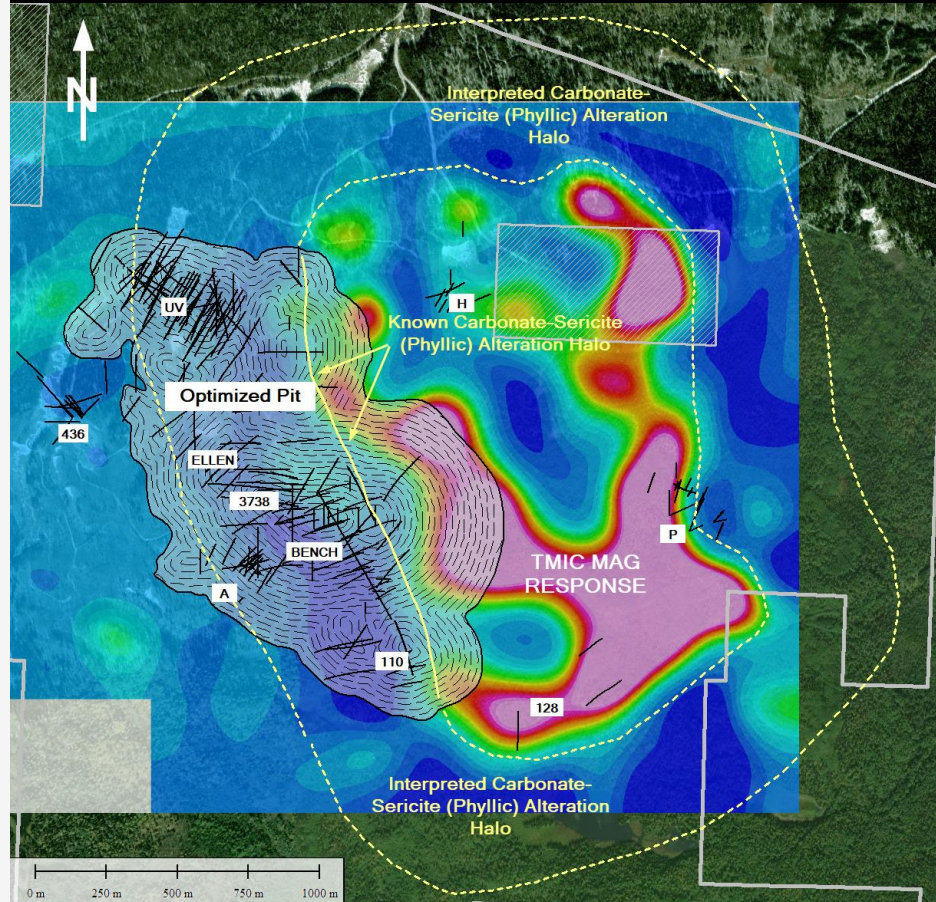 N
Interpreted Carbonate-
Sericite (Phyllic) Alteration
Halo
UV
H
Known Carbonate-Sericite
(Phyllic) Alteration Halo
Optimized Pit
436
ELLEN
3738
BENCH
P
TMIC MAG
RESPONSE
A
110
128
Interpreted Carbonate-
Sericite (Phyllic) Alteration
Halo
0 m 250 m 500 m 750 m 1000 m